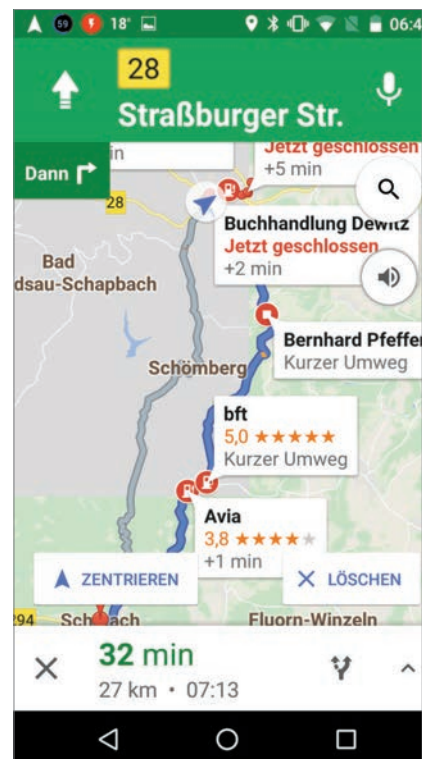 59
18°
06:4
28
Straßburger Str.
Dann
in
Jetzt geschlossen
+5 min
28
Buchhandlung Dewitz
Jetzt geschlossen
+2 min
Bad
dsau-Schapbach
Bernhard Pfeffer
Kurzer Umweg
Schömberg
bft
5,0 ★★★★★
Kurzer Umweg
Avia
3,8 ★★★★★
+1 min
ZENTRIEREN
LÖSCHEN
294
Fluorn-Winzeln
32 min
27 km • 07:13